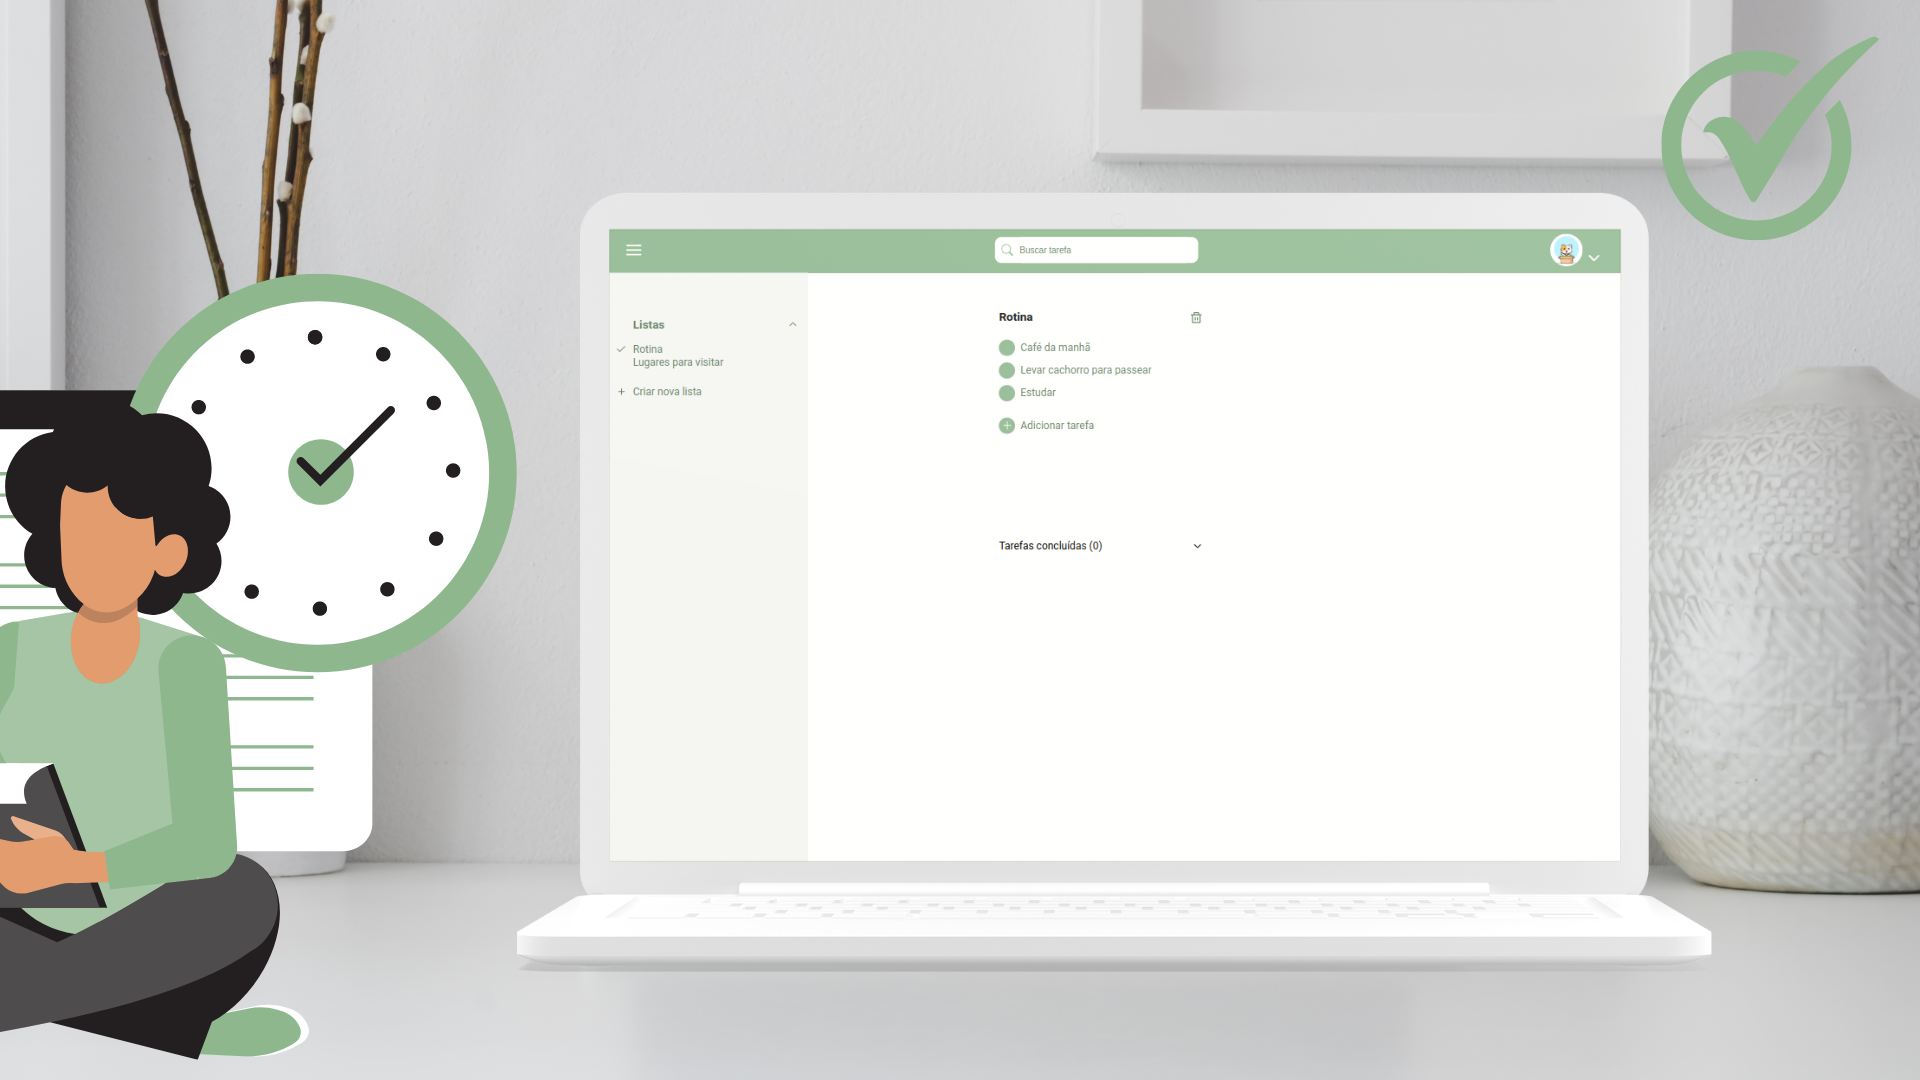 Buscar tarefa
Listas
Rotina
Lugares para visitar
Criar nova lista
Rotina
Café da manhã
Levar cachorro para passear
Estudar
Adicionar tarefa
Tarefas concluídas (0)